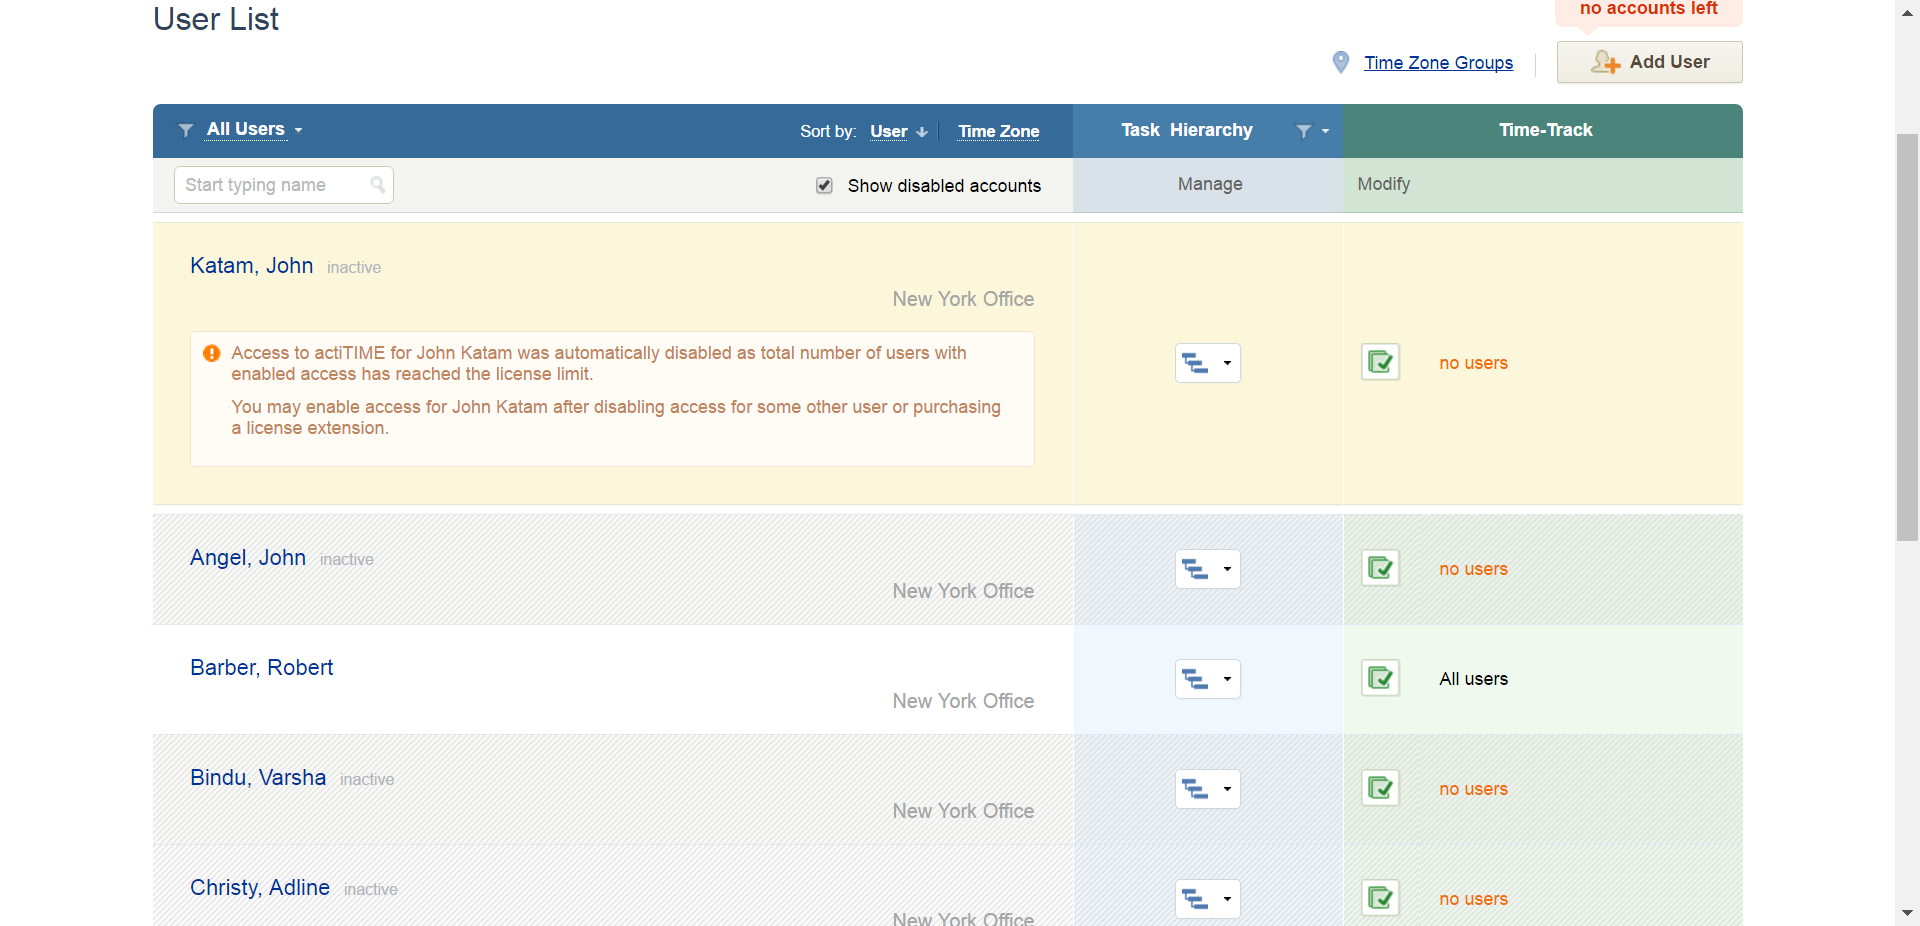 User List
no accounts left
Time Zone Groups
Add User
All Users
Sort by: User Time Zone
Task Hierarchy
Time-Track
Start typing name
Show disabled accounts
Manage
Modify
Katam, John inactive
New York Office
Access to actiTIME for John Katam was automatically disabled as total number of users with
enabled access has reached the license limit.
You may enable access for John Katam after disabling access for some other user or purchasing
a license extension.
no users
Angel, John inactive
New York Office
no users
Barber, Robert
New York Office
All users
Bindu, Varsha inactive
New York Office
no users
Christy, Adline inactive
New York Office
no users